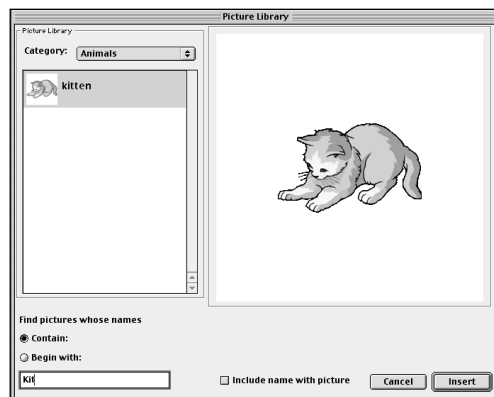 Picture Library
Picture Library
Category: Animals
kitten
Find pictures whose names
Contain:
Begin with:
Kit
Include name with picture
Cancel
Insert